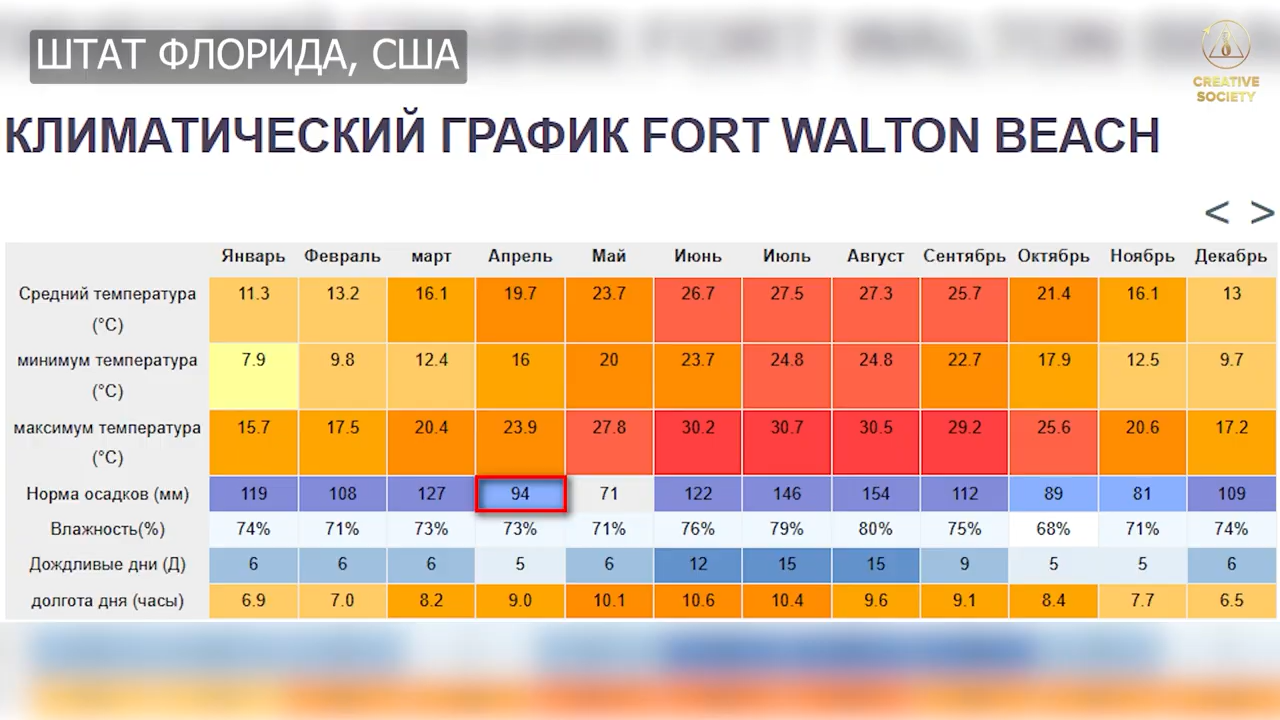 ШТАТ ФЛОРИДА, США
CREATIVE
SOCIETY
КЛИМАТИЧЕСКИЙ ГРАФИК FORT WALTON BEACH
< >
Январь Февраль март Апрель Май Июнь Июль Август Сентябрь Октябрь Ноябрь Декабрь
Средний температура (°C) 11.3 13.2 16.1 19.7 23.7 26.7 27.5 27.3 25.7 21.4 16.1 13
минимум температура (°C) 7.9 9.8 12.4 16 20 23.7 24.8 24.8 22.7 17.9 12.5 9.7
максимум температура (°C) 15.7 17.5 20.4 23.9 27.8 30.2 30.7 30.5 29.2 25.6 20.6 17.2
Норма осадков (мм) 119 108 127 94 71 122 146 154 112 89 81 109
Влажность(%) 74% 71% 73% 73% 71% 76% 79% 80% 75% 68% 71% 74%
Дождливые дни (Д) 6 6 6 5 6 12 15 15 9 5 5 6
долгота дня (часы) 6.9 7.0 8.2 9.0 10.1 10.6 10.4 9.6 9.1 8.4 7.7 6.5